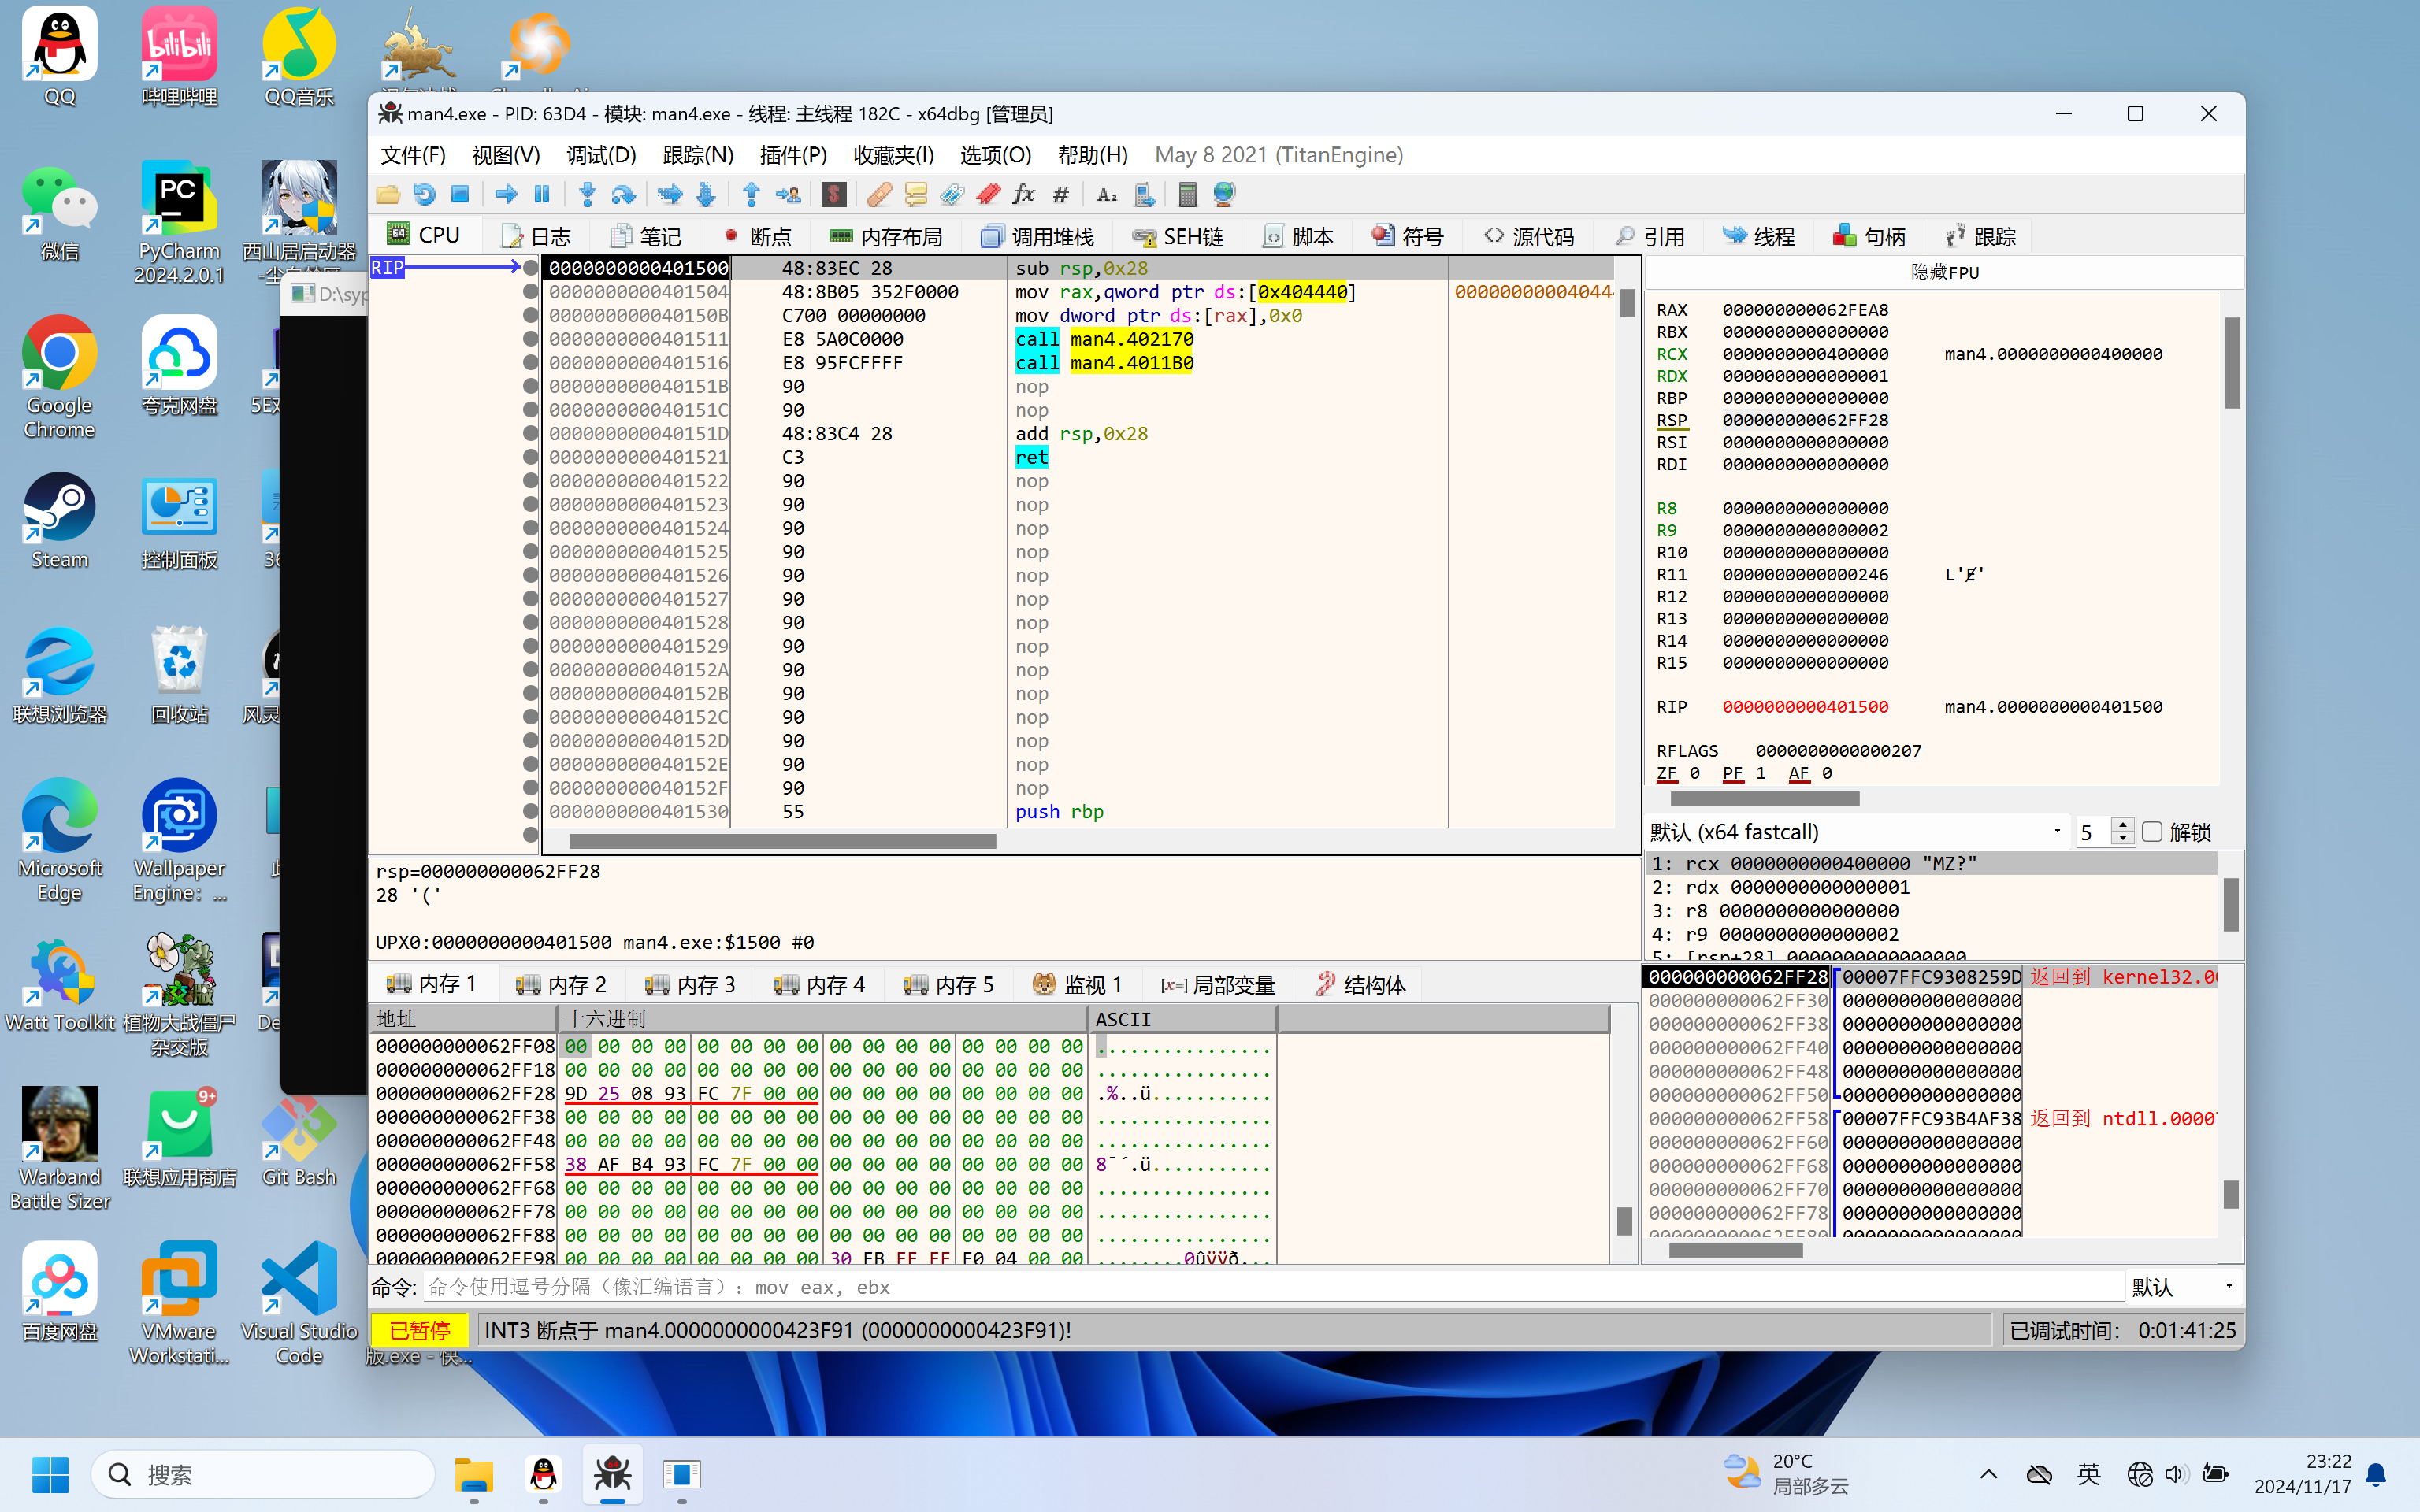 QQ
哔哩哔哩
QQ音乐
微信
PyCharm
2024.2.0.1
西山居启动器
Google
Chrome
夸克网盘
Steam
控制面板
联想浏览器
回收站
Microsoft
Edge
Wallpaper
Engine: ...
Watt Toolkit
植物大战僵尸
杂交版
Warband
Battle Sizer
联想应用商店
9+
Git Bash
百度网盘
VMware
Workstati...
Visual Studio
Code
版.exe - 快...
man4.exe - PID: 63D4 - 模块: man4.exe - 线程: 主线程 182C - x64dbg [管理员]
文件(F) 视图(V) 调试(D) 跟踪(N) 插件(P) 收藏夹(I) 选项(O) 帮助(H) May 8 2021 (TitanEngine)
CPU 日志 笔记 断点 内存布局 调用堆栈 SEH链 脚本 符号 源代码 引用 线程 句柄 跟踪
RIP
0000000000401500 48:83EC 28 sub rsp,0x28
0000000000401504 48:8B05 352F0000 mov rax,qword ptr ds:[0x404440] 00000000004044
000000000040150B C700 00000000 mov dword ptr ds:[rax],0x0
0000000000401511 E8 5A0C0000 call man4.402170
0000000000401516 E8 95FCFFFF call man4.4011B0
000000000040151B 90 nop
000000000040151C 90 nop
000000000040151D 48:83C4 28 add rsp,0x28
0000000000401521 C3 ret
0000000000401522 90 nop
0000000000401523 90 nop
0000000000401524 90 nop
0000000000401525 90 nop
0000000000401526 90 nop
0000000000401527 90 nop
0000000000401528 90 nop
0000000000401529 90 nop
000000000040152A 90 nop
000000000040152B 90 nop
000000000040152C 90 nop
000000000040152D 90 nop
000000000040152E 90 nop
000000000040152F 90 nop
0000000000401530 55 push rbp
隐藏FPU
RAX 000000000062FEA8
RBX 0000000000000000
RCX 0000000000400000 man4.0000000000400000
RDX 0000000000000001
RBP 0000000000000000
RSP 000000000062FF28
RSI 0000000000000000
RDI 0000000000000000
R8 0000000000000000
R9 0000000000000002
R10 0000000000000000
R11 0000000000000246 L'Ɇ'
R12 0000000000000000
R13 0000000000000000
R14 0000000000000000
R15 0000000000000000
RIP 0000000000401500 man4.0000000000401500
RFLAGS 0000000000000207
ZF 0 PF 1 AF 0
默认 (x64 fastcall) 5 解锁
1: rcx 0000000000400000 "MZ?"
2: rdx 0000000000000001
3: r8 0000000000000000
4: r9 0000000000000002
5: [rsp+28] 0000000000000000
rsp=000000000062FF28
28 '('
UPX0:0000000000401500 man4.exe:$1500 #0
内存 1 内存 2 内存 3 内存 4 内存 5 监视 1 [x=] 局部变量 结构体
地址 十六进制 ASCII
000000000062FF08 00 00 00 00 00 00 00 00 00 00 00 00 00 00 00 00 ................
000000000062FF18 00 00 00 00 00 00 00 00 00 00 00 00 00 00 00 00 ................
000000000062FF28 9D 25 08 93 FC 7F 00 00 00 00 00 00 00 00 00 00 .%..ü...........
000000000062FF38 00 00 00 00 00 00 00 00 00 00 00 00 00 00 00 00 ................
000000000062FF48 00 00 00 00 00 00 00 00 00 00 00 00 00 00 00 00 ................
000000000062FF58 38 AF B4 93 FC 7F 00 00 00 00 00 00 00 00 00 00 8¯´.ü...........
000000000062FF68 00 00 00 00 00 00 00 00 00 00 00 00 00 00 00 00 ................
000000000062FF78 00 00 00 00 00 00 00 00 00 00 00 00 00 00 00 00 ................
000000000062FF88 00 00 00 00 00 00 00 00 00 00 00 00 00 00 00 00 ................
000000000062FF98 00 00 00 00 00 00 00 00 30 FB FF FF F0 04 00 00 ........0ûÿÿð...
000000000062FF28 00007FFC9308259D 返回到 kernel32.0
000000000062FF30 0000000000000000
000000000062FF38 0000000000000000
000000000062FF40 0000000000000000
000000000062FF48 0000000000000000
000000000062FF50 0000000000000000
000000000062FF58 00007FFC93B4AF38 返回到 ntdll.0000
000000000062FF60 0000000000000000
000000000062FF68 0000000000000000
000000000062FF70 0000000000000000
000000000062FF78 0000000000000000
000000000062FF80 0000000000000000
命令: 命令使用逗号分隔（像汇编语言）: mov eax, ebx 默认
已暂停 INT3 断点于 man4.0000000000423F91 (0000000000423F91)! 已调试时间: 0:01:41:25
搜索
20°C
局部多云
英
23:22
2024/11/17